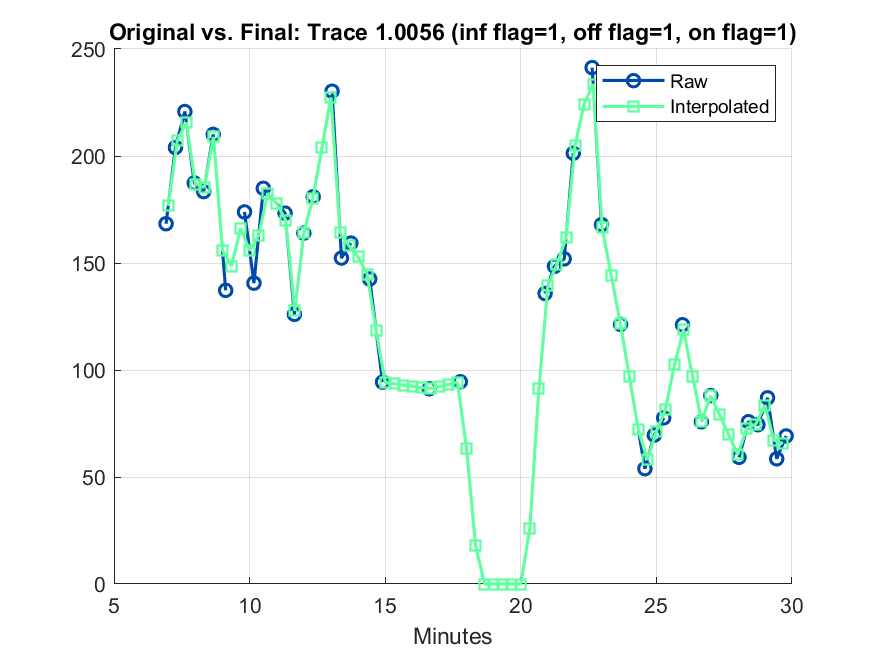 Original vs. Final: Trace 1.0056 (inf flag=1, off flag=1, on flag=1)
250
200
150
100
50
0
Raw
Interpolated
5 10 15 20 25 30
Minutes